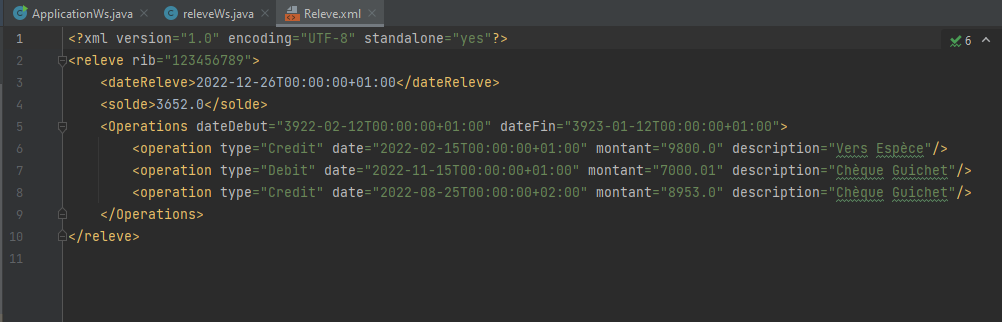 ApplicationWs.java releveWs.java Releve.xml
1 <?xml version="1.0" encoding="UTF-8" standalone="yes"?> 6
2 <releve rib="123456789">
3 <dateReleve>2022-12-26T00:00:00+01:00</dateReleve>
4 <solde>3652.0</solde>
5 <Operations dateDebut="3922-02-12T00:00:00+01:00" dateFin="3923-01-12T00:00:00+01:00">
6 <operation type="Credit" date="2022-02-15T00:00:00+01:00" montant="9800.0" description="Vers Espèce"/>
7 <operation type="Debit" date="2022-11-15T00:00:00+01:00" montant="7000.01" description="Chèque Guichet"/>
8 <operation type="Credit" date="2022-08-25T00:00:00+02:00" montant="8953.0" description="Chèque Guichet"/>
9 </Operations>
10 </releve>
11